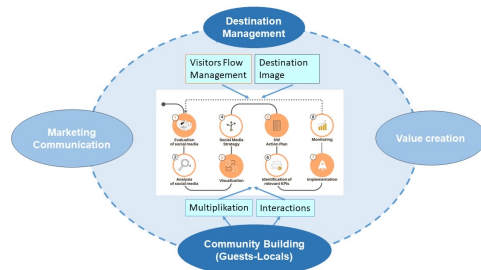 Destination
Management
Visitors Flow
Management
Destination
Image
Marketing
Communication
Value creation
Evaluation
of social media
Social Media
Strategy
Action Plan
Monitoring
Analysis
of social media
Visualisation
Identification of
relevant KPIs
Implementation
Multiplikation
Interactions
Community Building
(Guests-Locals)